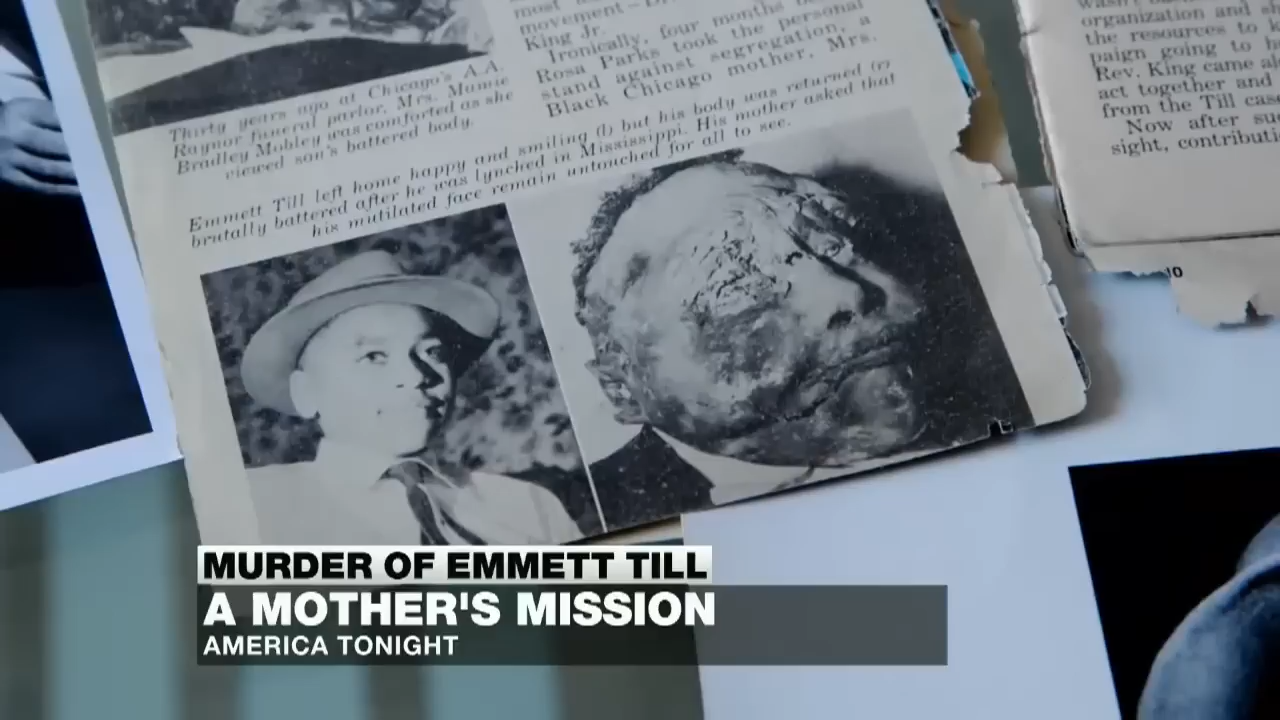 most
movement—
King Jr.
Ironically, four months
Rosa Parks took the personal
stand against segregation, a
Black Chicago mother, Mrs.
Thirty years ago at Chicago's A.A.
Raynor funeral parlor, Mrs. Mamie
Bradley Mobley was comforted as she
viewed son's battered body.
Emmett Till left home happy and smiling (l) but his body was returned (r)
brutally battered after he was lynched in Mississippi. His mother asked that
his mutilated face remain untouched for all to see.
organization and
the resources to
paign going to
Rev. King came
act together and
from the Till
Now after
sight,
10
MURDER OF EMMETT TILL
A MOTHER'S MISSION
AMERICA TONIGHT